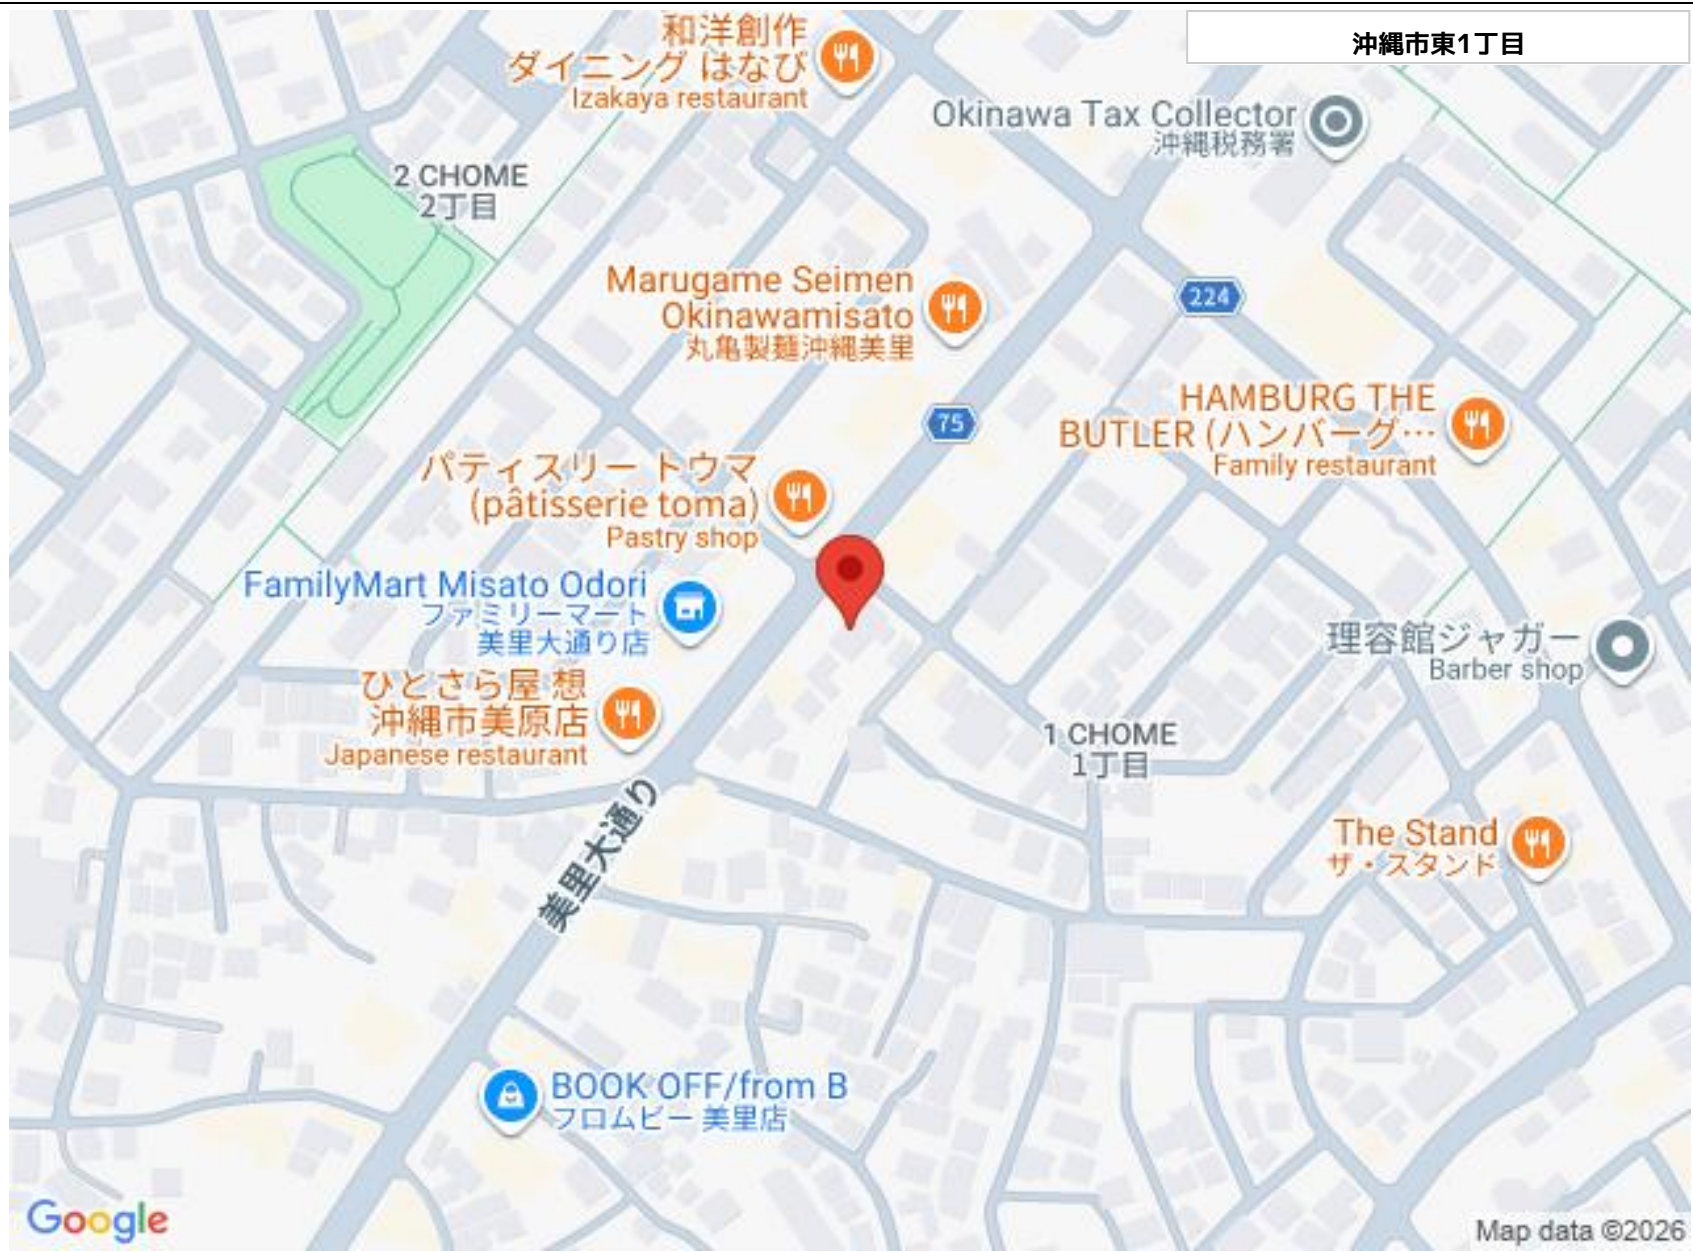 沖縄市東1丁目
和洋創作
ダイニング はなび
Izakaya restaurant
Okinawa Tax Collector
沖縄税務署
2 CHOME
2丁目
Marugame Seimen
Okinawamisato
丸亀製麺沖縄美里
224
75
HAMBURG THE
BUTLER (ハンバーグ…
Family restaurant
パティスリー トウマ
(pâtisserie toma)
Pastry shop
FamilyMart Misato Odori
ファミリーマート
美里大通り店
理容館ジャガー
Barber shop
ひとさら屋 想
沖縄市美原店
Japanese restaurant
1 CHOME
1丁目
美里大通り
The Stand
ザ・スタンド
BOOK OFF/from B
フロムビー 美里店
Google
Map data ©2026